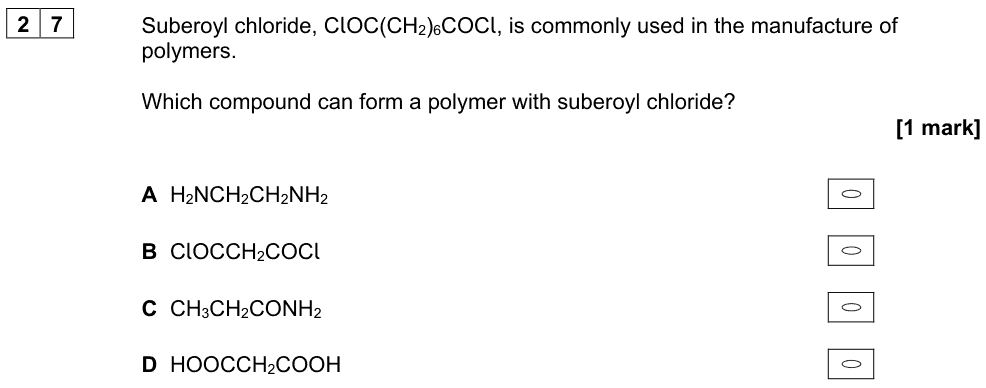 2 7 Suberoyl chloride, ClOC(CH₂)₆COCl, is commonly used in the manufacture of
polymers.
Which compound can form a polymer with suberoyl chloride?
[1 mark]
A H₂NCH₂CH₂NH₂
B ClOCCH₂COCl
C CH₃CH₂CONH₂
D HOOCCH₂COOH